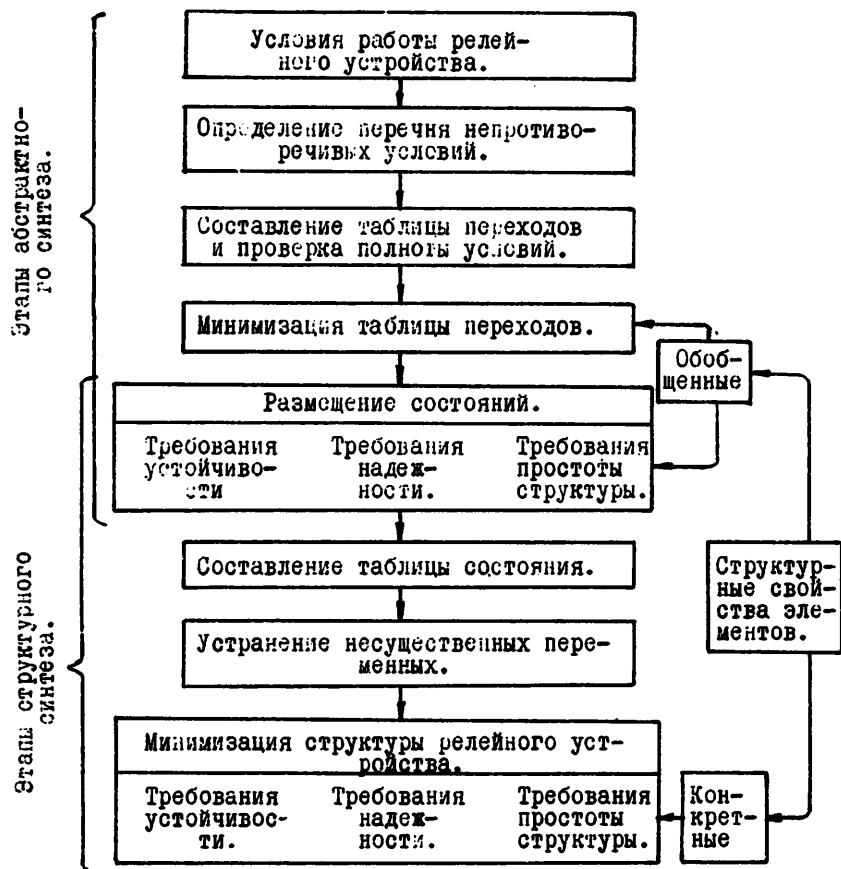 Условия работы релей-
ного устройства.
Определение перечня непротиво-
речивых условий.
Составление таблицы переходов
и проверка полноты условий.
Минимизация таблицы переходов.
Обоб-
щенные
Размещение состояний.
Требования
устойчиво-
сти
Требования
надеж-
ности.
Требования
простоты
структуры.
Составление таблицы состояния.
Устранение несущественных пере-
менных.
Структур-
ные свой-
ства эле-
ментов.
Минимизация структуры релейного уст-
ройства.
Требования
устойчивос-
ти.
Требования
надеж-
ности.
Требования
простоты
структуры.
Кон-
крет-
ные
Этапы абстрактно-
го синтеза.
Этапы структурного
синтеза.